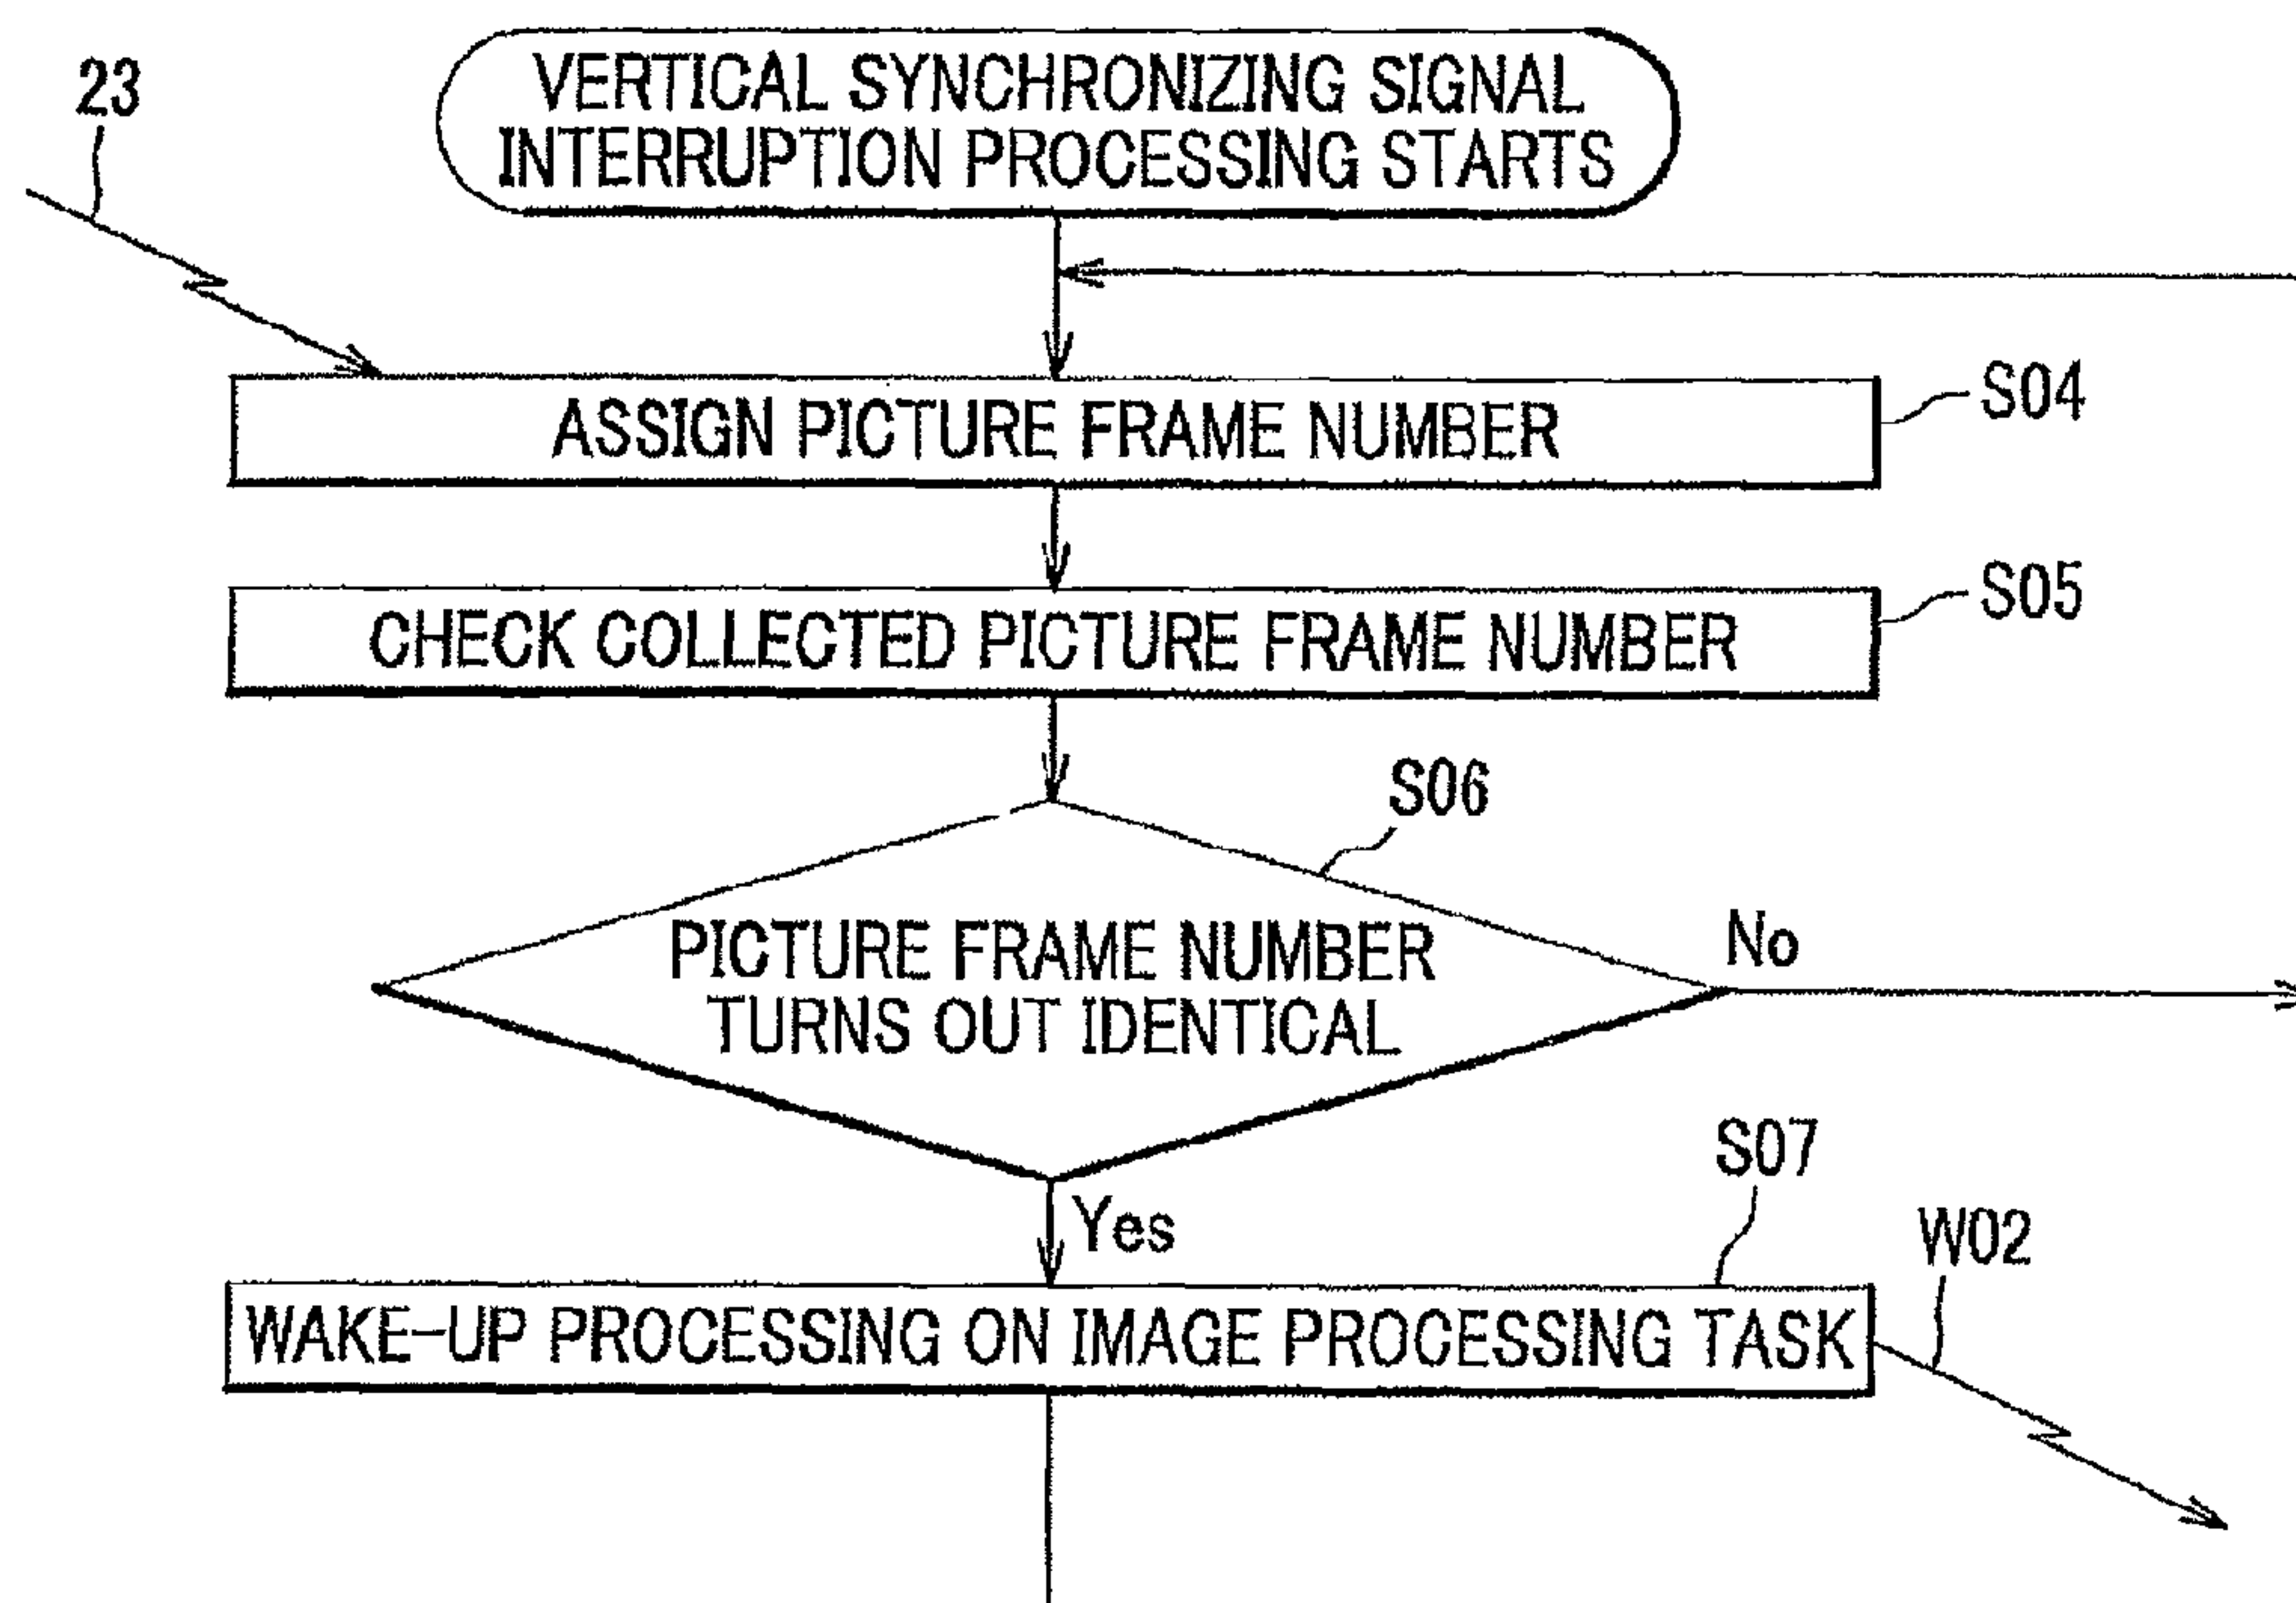 23
VERTICAL SYNCHRONIZING SIGNAL
INTERRUPTION PROCESSING STARTS
ASSIGN PICTURE FRAME NUMBER
S04
CHECK COLLECTED PICTURE FRAME NUMBER
S05
S06
PICTURE FRAME NUMBER
TURNS OUT IDENTICAL
No
Yes
S07
WAKE-UP PROCESSING ON IMAGE PROCESSING TASK
W02